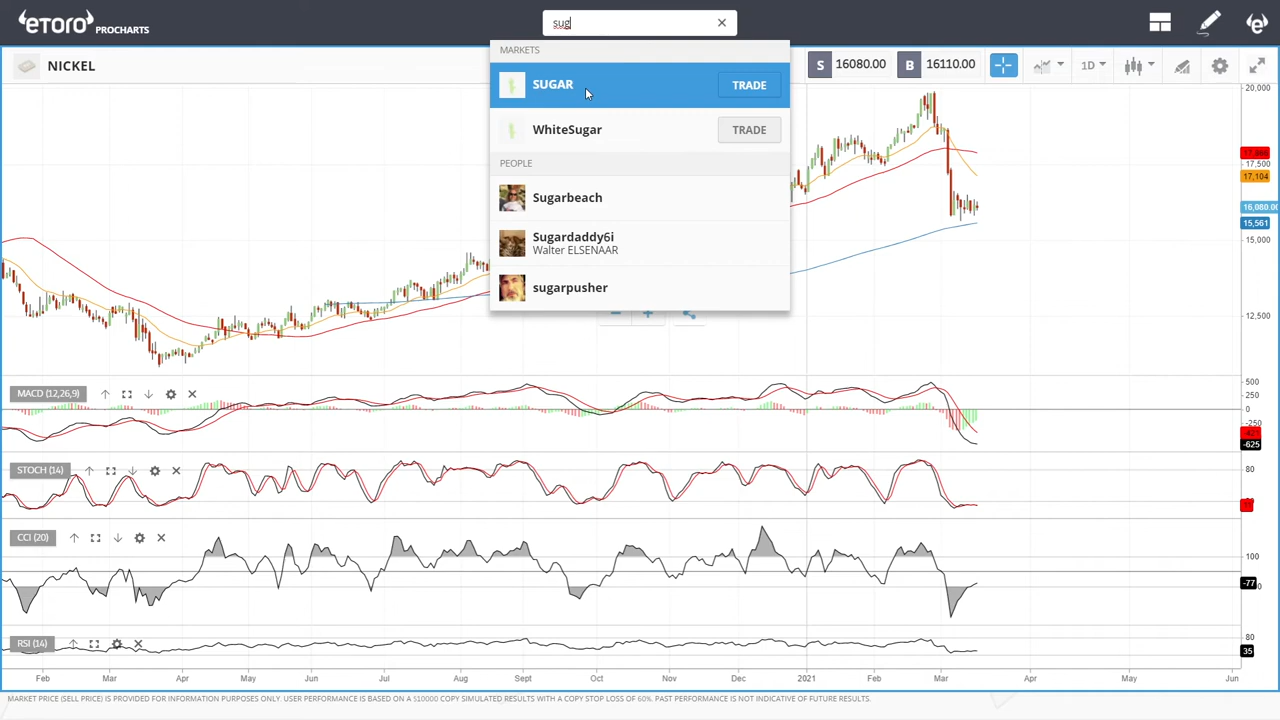 eTORO PROCHARTS
sug
NICKEL
MARKETS
SUGAR TRADE
WhiteSugar TRADE
PEOPLE
Sugarbeach
Sugardaddy6i
Walter ELSENAAR
sugarpusher
S 16080.00 B 16110.00 1D
20,000
17,500
17,104
16,080.00
15,561
15,000
12,500
MACD (12,26,9)
500
250
0
-250
-625
STOCH (14)
80
CCI (20)
100
-77
RSI (14)
80
35
Feb Mar Apr May Jun Jul Aug Sept Oct Nov Dec 2021 Feb Mar Apr May Jun
MARKET PRICE (SELL PRICE) IS PROVIDED FOR INFORMATION PURPOSES ONLY. USER PERFORMANCE IS BASED ON A $10000 COPY SIMULATED RESULTS WITH A COPY STOP LOSS OF 60%. PAST PERFORMANCE IS NOT INDICATIVE OF FUTURE RESULTS.